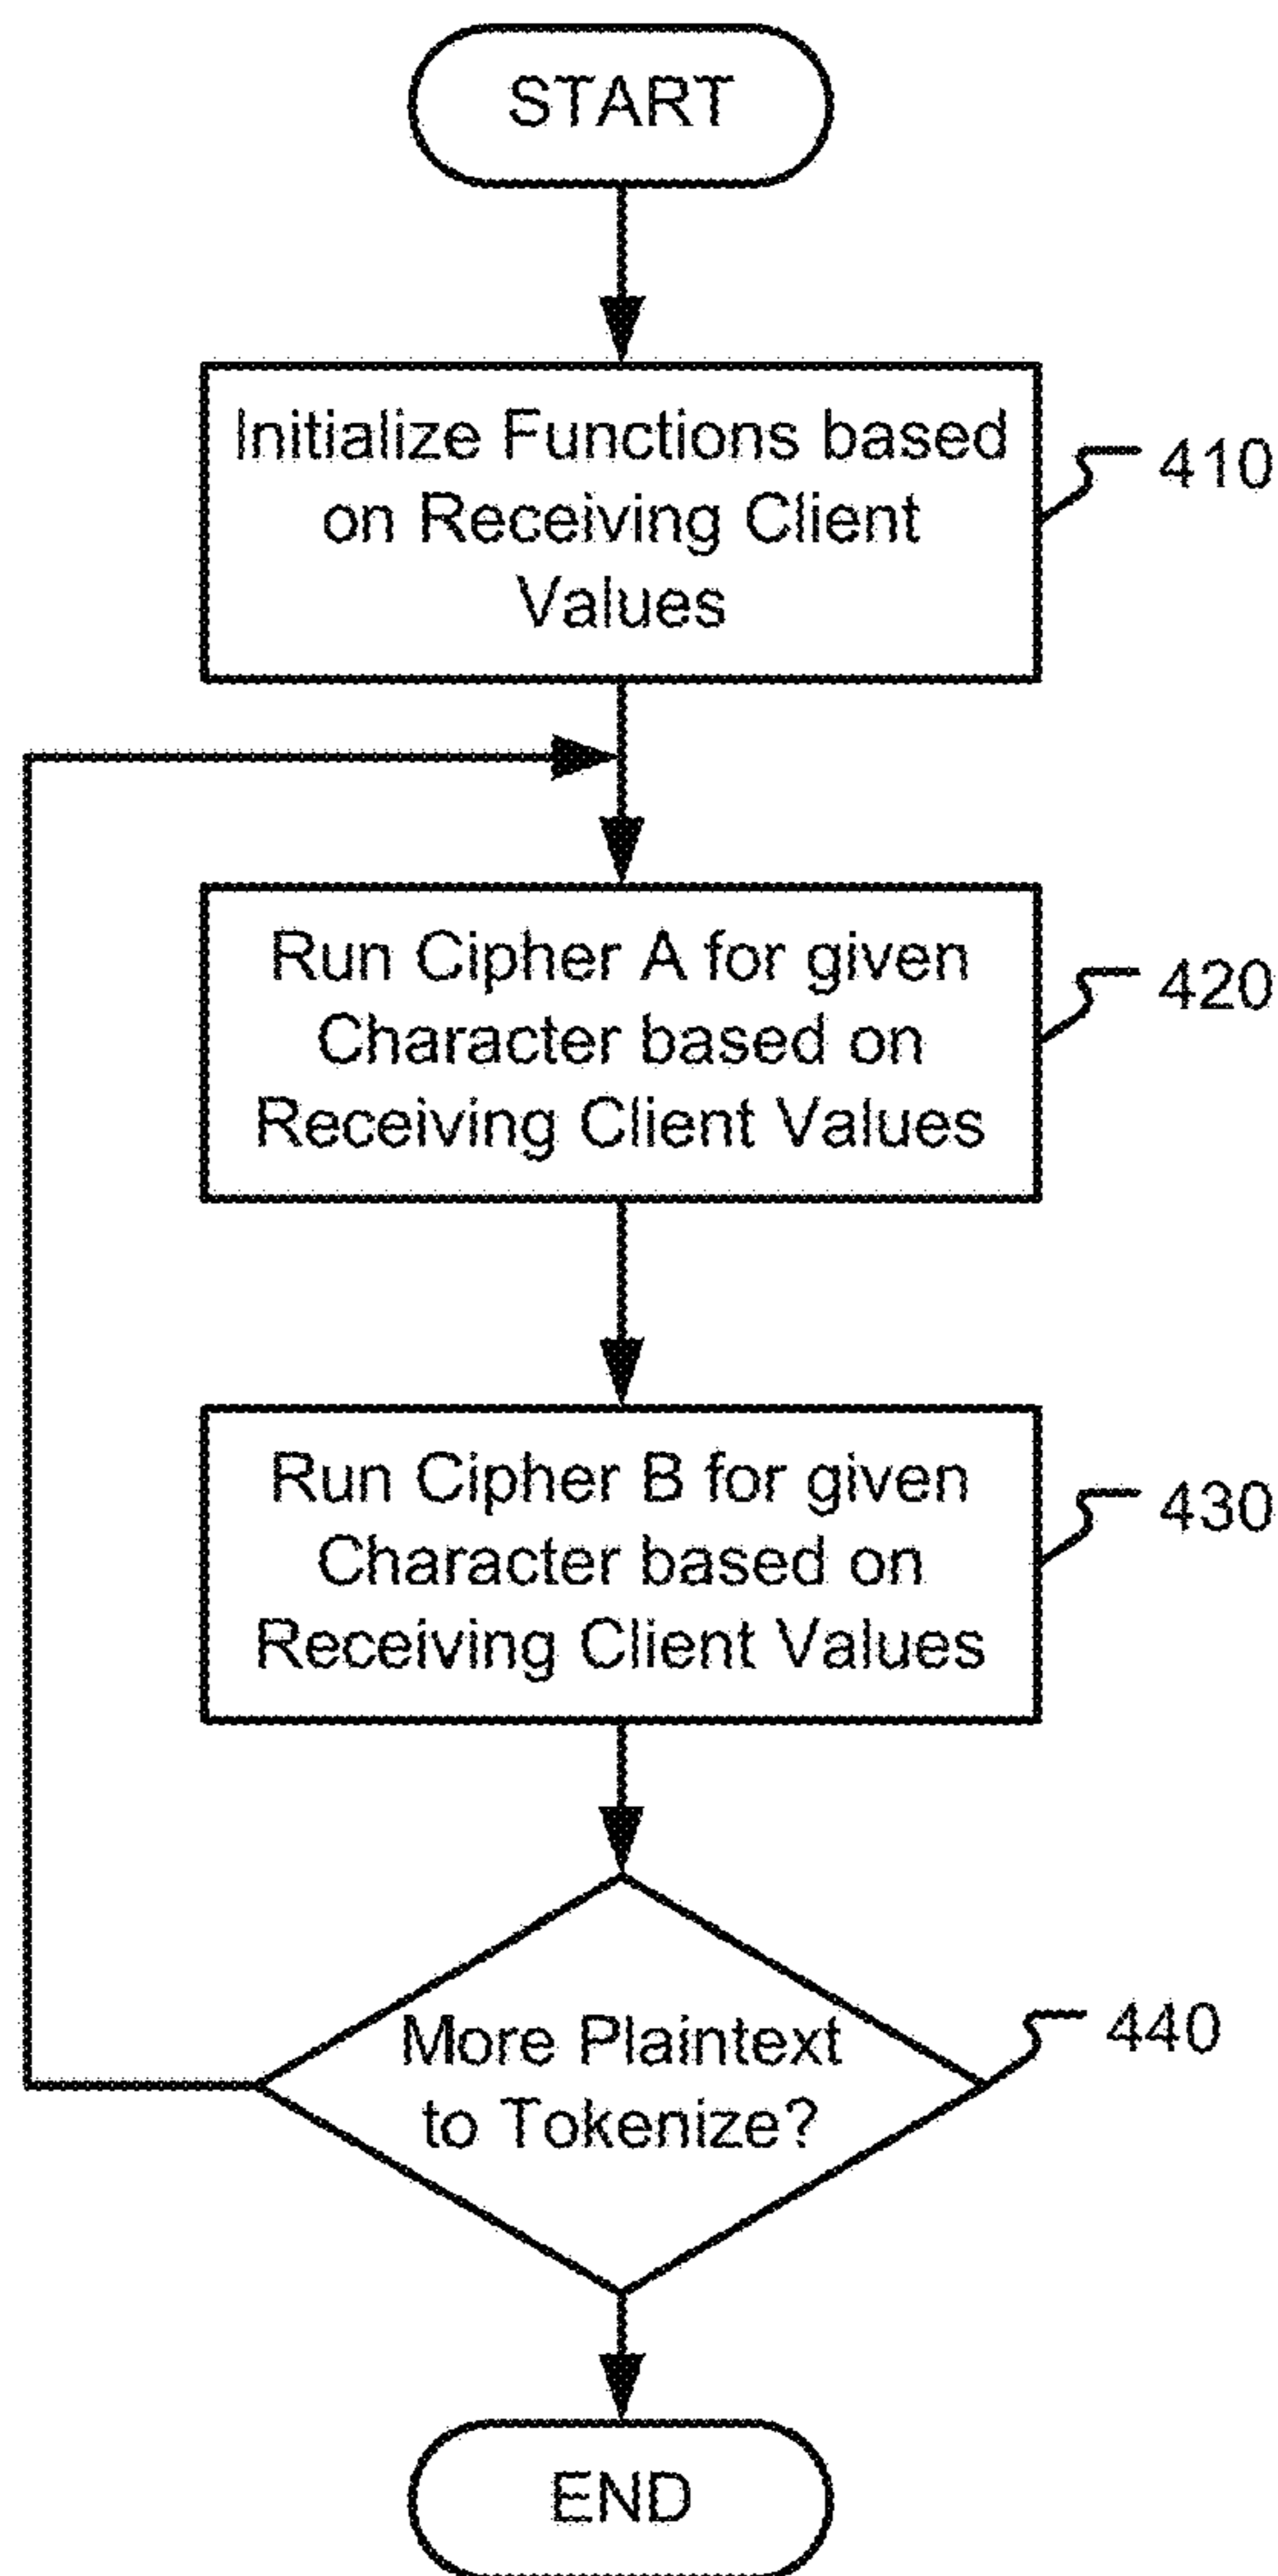 START
Initialize Functions based
on Receiving Client
Values
410
Run Cipher A for given
Character based on
Receiving Client Values
420
Run Cipher B for given
Character based on
Receiving Client Values
430
More Plaintext
to Tokenize?
440
END